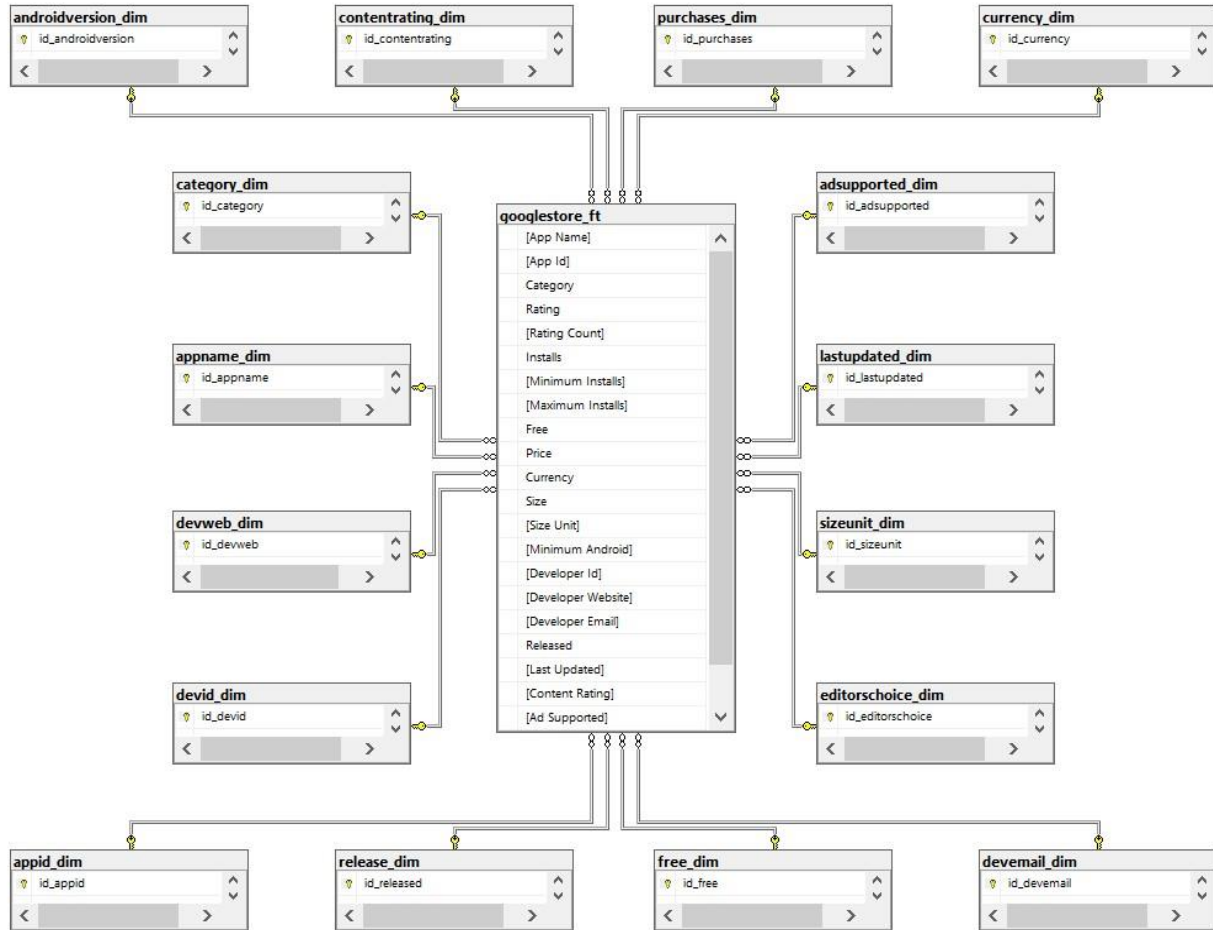 androidversion_dim
id_androidversion
contentrating_dim
id_contentrating
purchases_dim
id_purchases
currency_dim
id_currency
category_dim
id_category
appname_dim
id_appname
devweb_dim
id_devweb
devid_dim
id_devid
googlestore_ft
[App Name]
[App Id]
Category
Rating
[Rating Count]
Installs
[Minimum Installs]
[Maximum Installs]
Free
Price
Currency
Size
[Size Unit]
[Minimum Android]
[Developer Id]
[Developer Website]
[Developer Email]
Released
[Last Updated]
[Content Rating]
[Ad Supported]
adsupported_dim
id_adsupported
lastupdated_dim
id_lastupdated
sizeunit_dim
id_sizeunit
editorschoice_dim
id_editorschoice
appid_dim
id_appid
release_dim
id_released
free_dim
id_free
devemail_dim
id_devemail